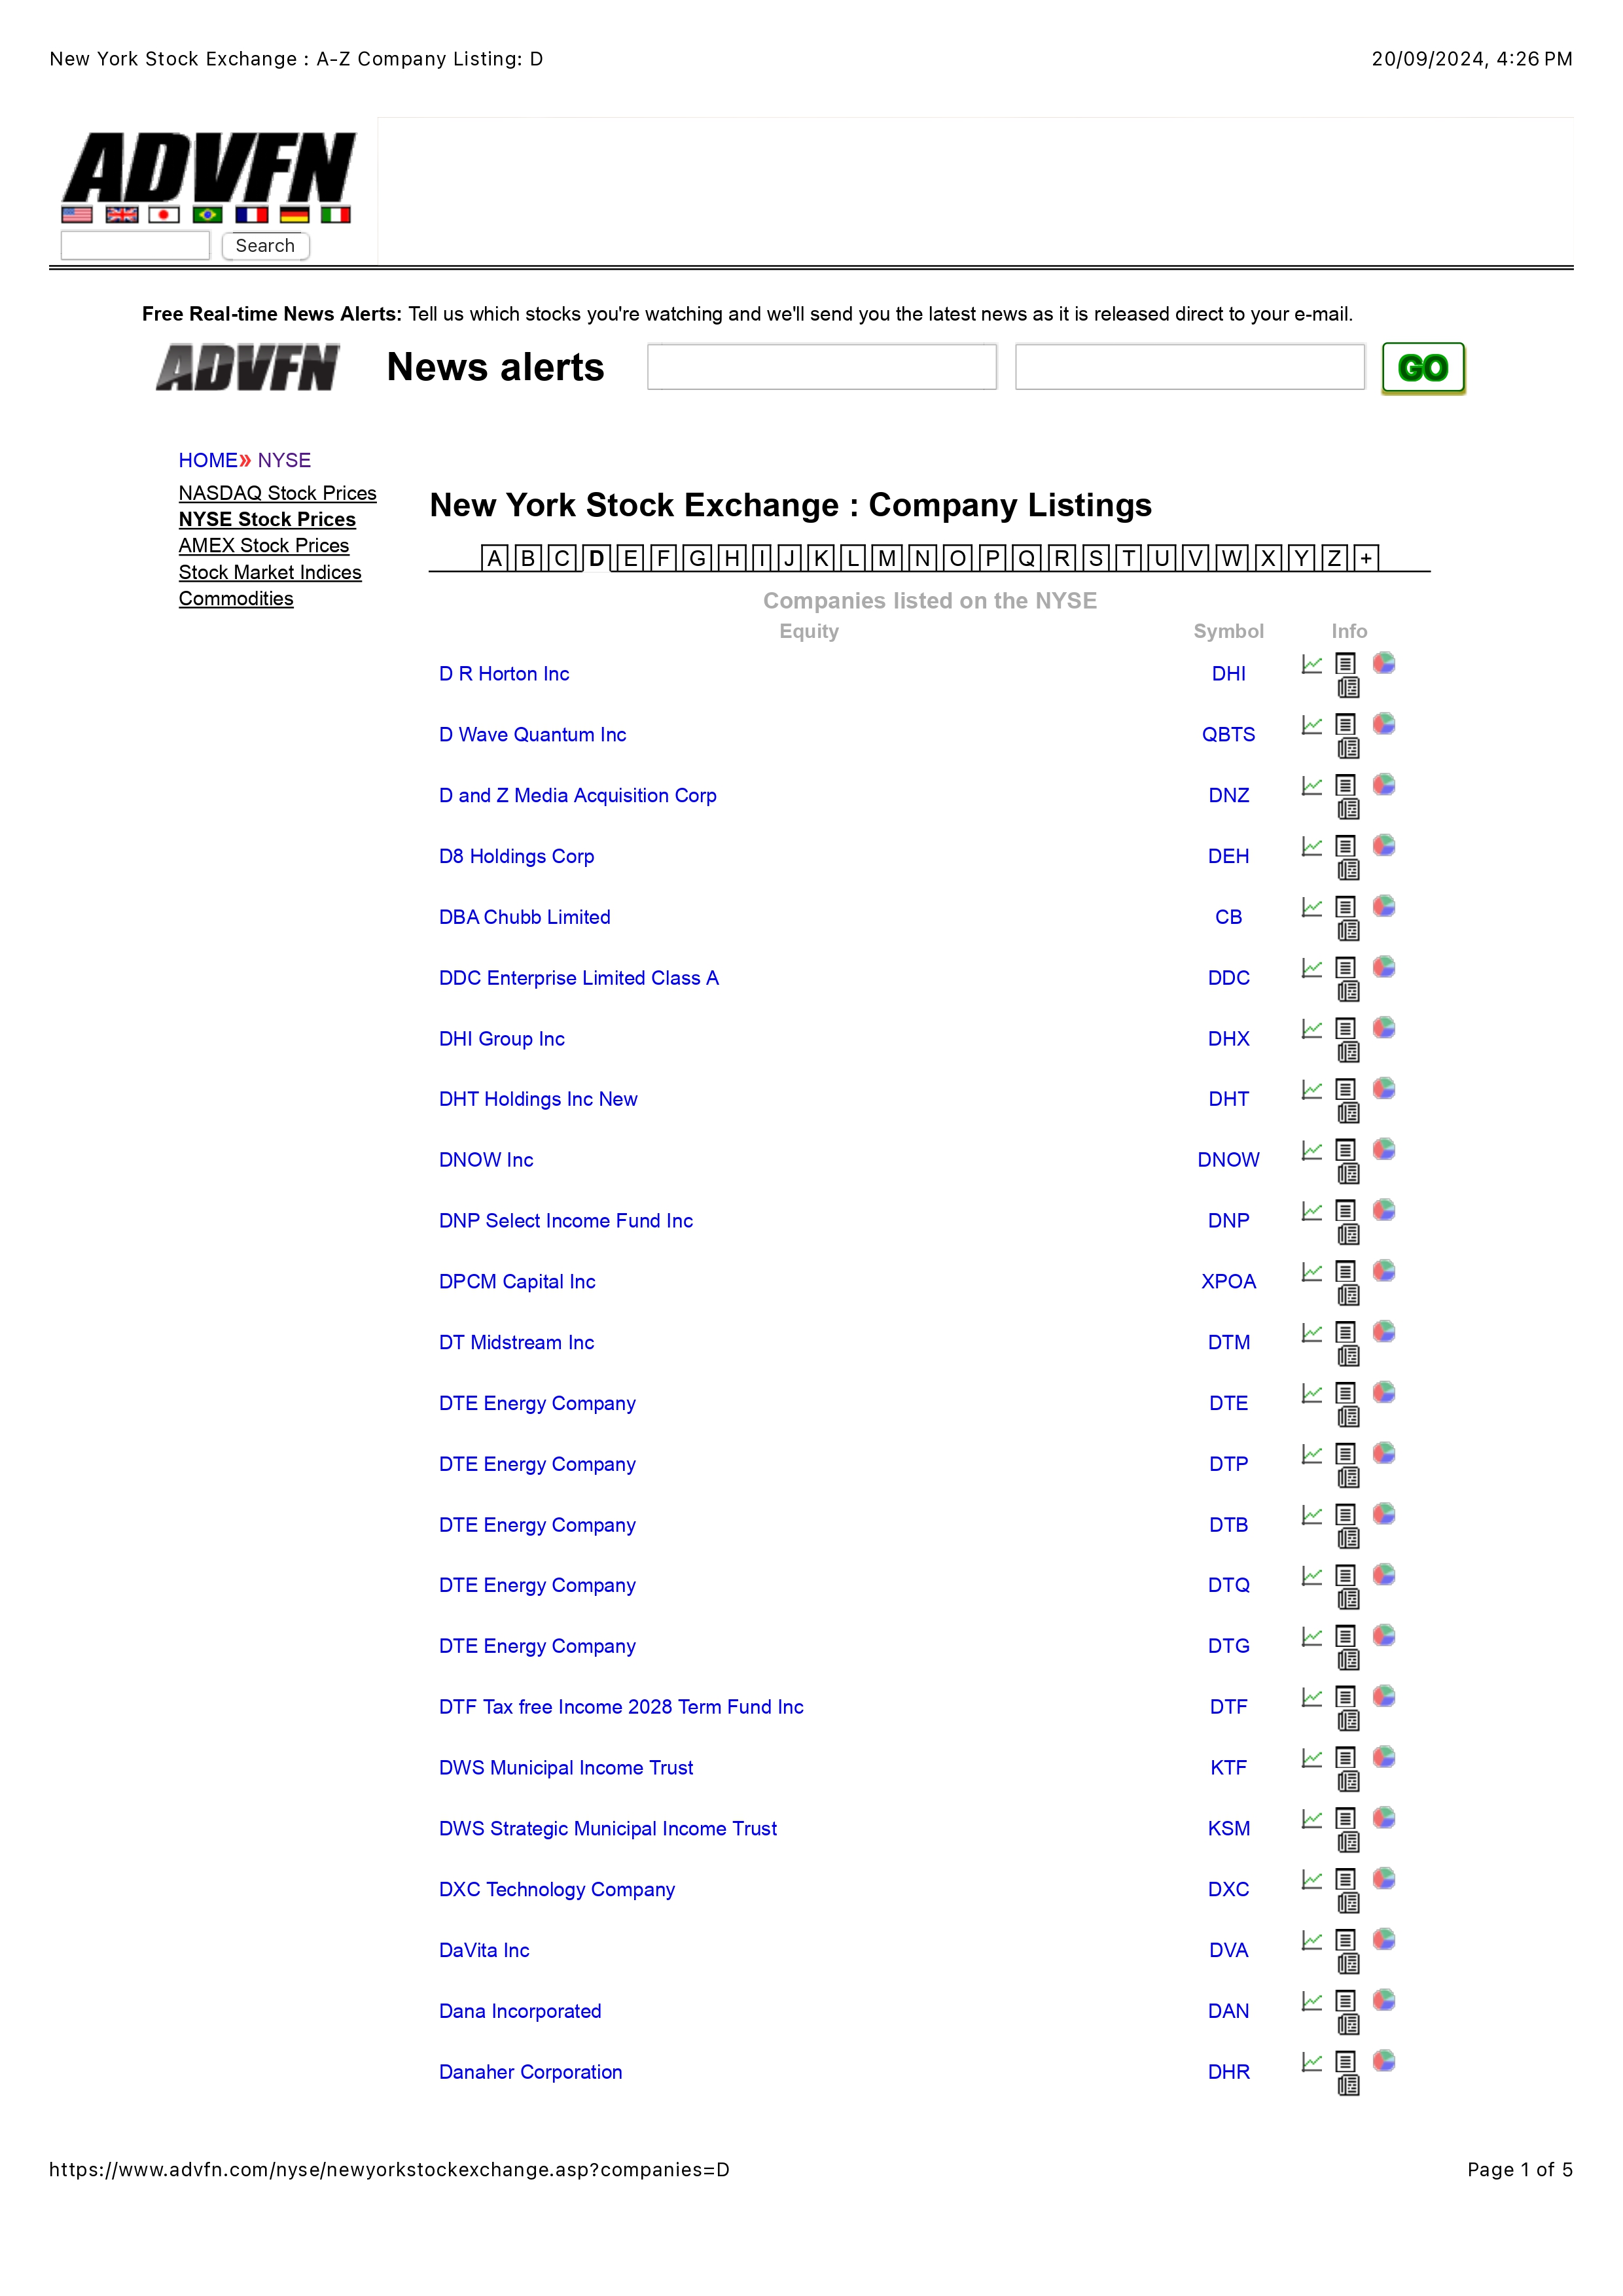 New York Stock Exchange : A-Z Company Listing: D 20/09/2024, 4:26 PM
ADVFN
Search
Free Real-time News Alerts: Tell us which stocks you're watching and we'll send you the latest news as it is released direct to your e-mail.
ADVFN News alerts GO
HOME» NYSE
NASDAQ Stock Prices
NYSE Stock Prices
AMEX Stock Prices
Stock Market Indices
Commodities
New York Stock Exchange : Company Listings
A B C D E F G H I J K L M N O P Q R S T U V W X Y Z +
Companies listed on the NYSE
Equity Symbol Info
D R Horton Inc DHI
D Wave Quantum Inc QBTS
D and Z Media Acquisition Corp DNZ
D8 Holdings Corp DEH
DBA Chubb Limited CB
DDC Enterprise Limited Class A DDC
DHI Group Inc DHX
DHT Holdings Inc New DHT
DNOW Inc DNOW
DNP Select Income Fund Inc DNP
DPCM Capital Inc XPOA
DT Midstream Inc DTM
DTE Energy Company DTE
DTE Energy Company DTP
DTE Energy Company DTB
DTE Energy Company DTQ
DTE Energy Company DTG
DTF Tax free Income 2028 Term Fund Inc DTF
DWS Municipal Income Trust KTF
DWS Strategic Municipal Income Trust KSM
DXC Technology Company DXC
DaVita Inc DVA
Dana Incorporated DAN
Danaher Corporation DHR
https://www.advfn.com/nyse/newyorkstockexchange.asp?companies=D Page 1 of 5